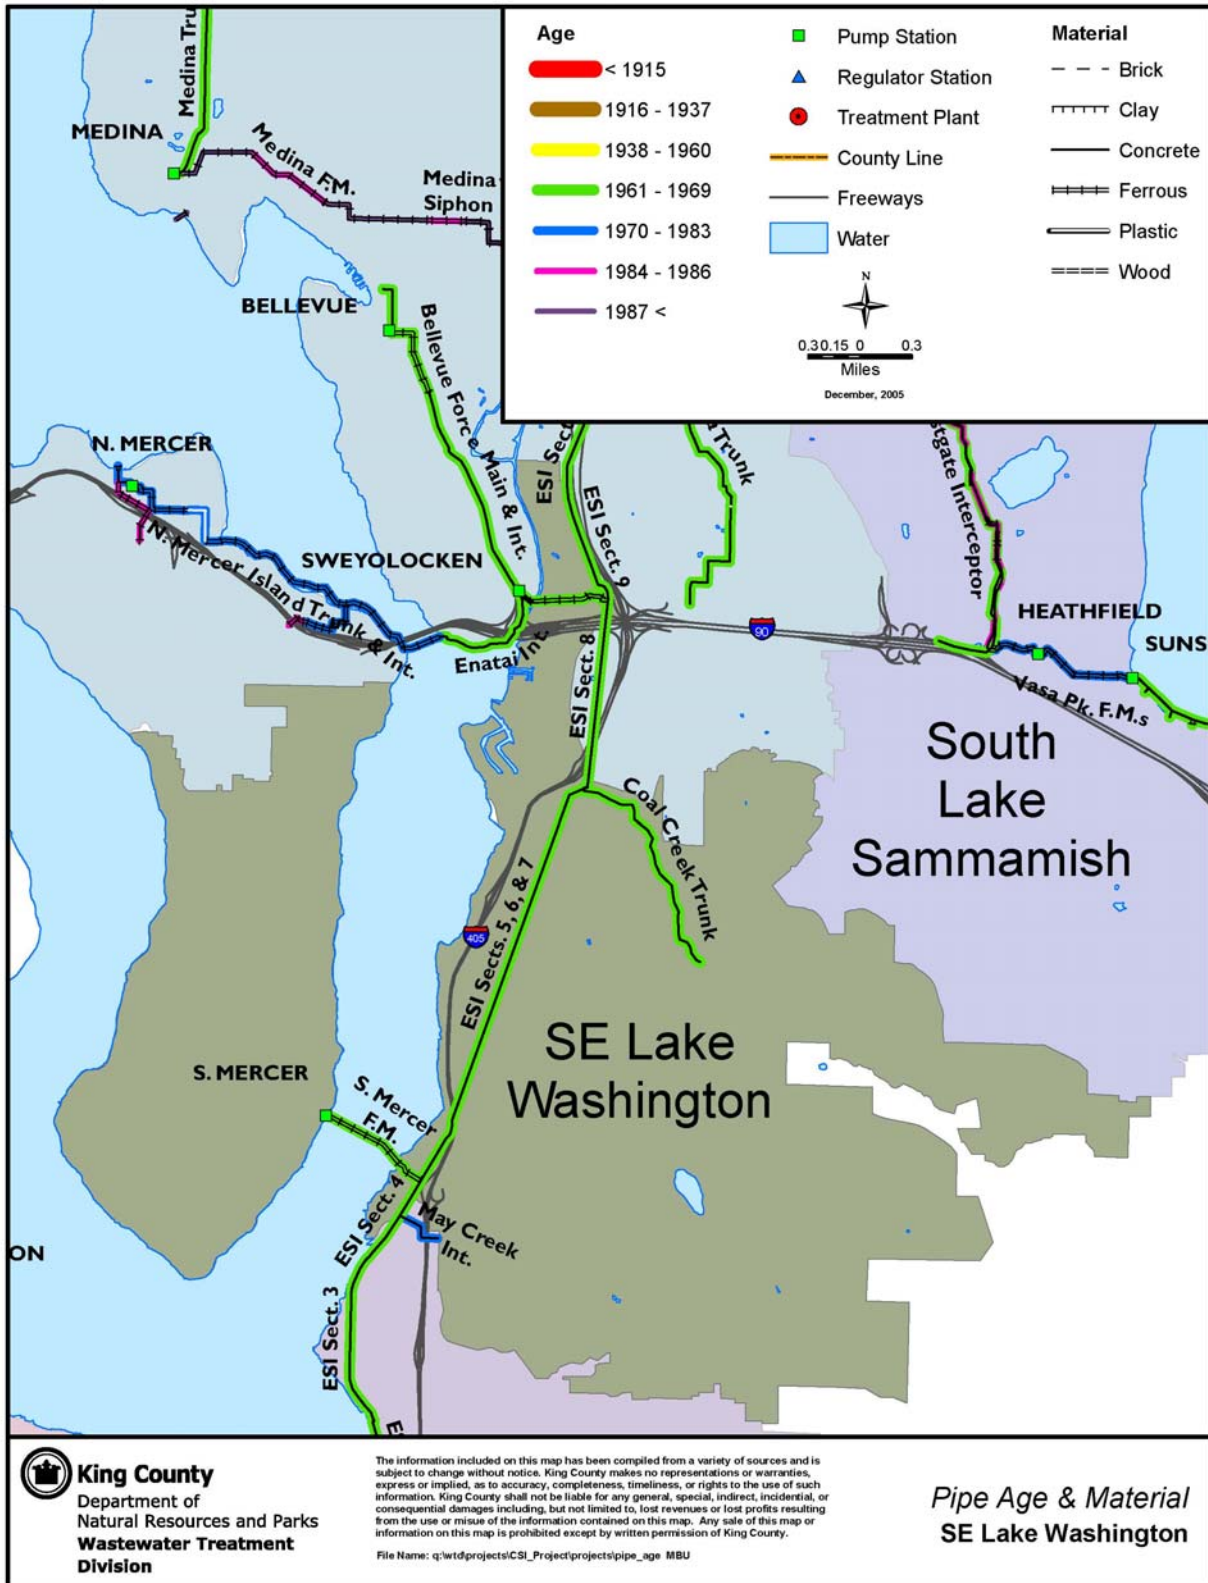 Age
< 1915
1916 - 1937
1938 - 1960
1961 - 1969
1970 - 1983
1984 - 1986
1987 <
Pump Station
Regulator Station
Treatment Plant
County Line
Freeways
Water
Material
Brick
Clay
Concrete
Ferrous
Plastic
Wood
N
0.3 0.15 0 0.3
Miles
December, 2005
Medina Tru
MEDINA
Medina F.M.
Medina
Siphon
BELLEVUE
Bellevue Force Main & Int.
N. MERCER
N. Mercer Island Trunk & Int.
SWEYOLOCKEN
Enatai Int.
ESI Sect
ESI Sect. 9
ESI Sect. 8
Trunk
stgate Interceptor
90
HEATHFIELD
SUNS
Vasa Pk. F.M.s
South
Lake
Sammamish
Coal Creek Trunk
405
ESI Sects. 5, 6, & 7
SE Lake
Washington
S. MERCER
S. Mercer
F.M.
ESI Sect. 4
May Creek
Int.
ON
ESI Sect. 3
ES
King County
Department of
Natural Resources and Parks
Wastewater Treatment
Division
The information included on this map has been compiled from a variety of sources and is
subject to change without notice. King County makes no representations or warranties,
express or implied, as to accuracy, completeness, timeliness, or rights to the use of such
information. King County shall not be liable for any general, special, indirect, incidential, or
consequential damages including, but not limited to, lost revenues or lost profits resulting
from the use or misue of the information contained on this map. Any sale of this map or
information on this map is prohibited except by written permission of King County.
File Name: q:\wtd\projects\CSI_Project\projects\pipe_age MBU
Pipe Age & Material
SE Lake Washington